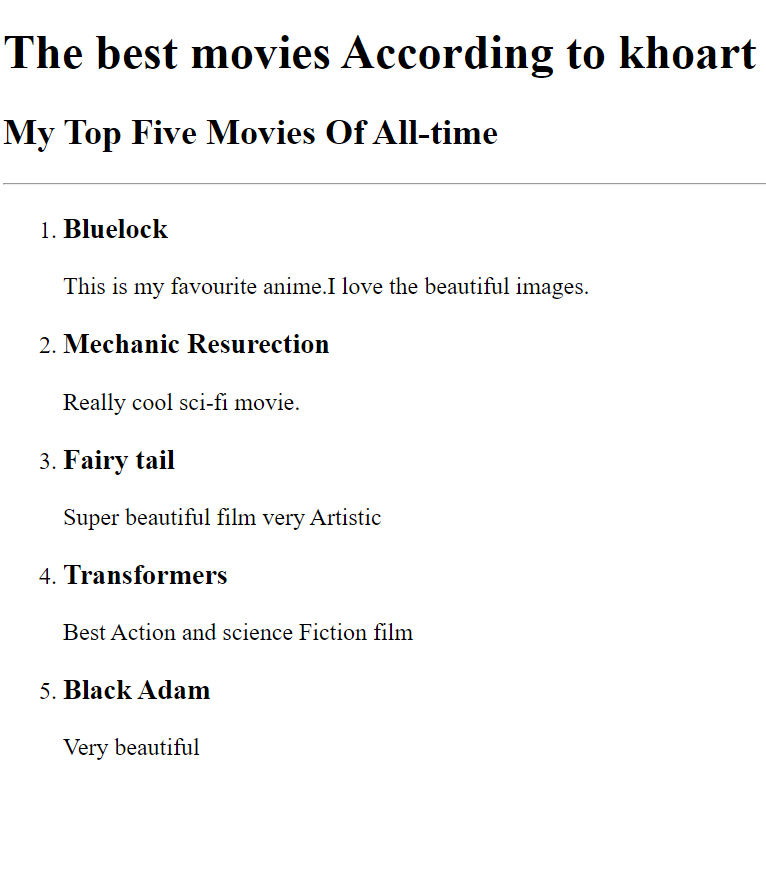 The best movies According to khoart
My Top Five Movies Of All-time
1. Bluelock
This is my favourite anime.I love the beautiful images.
2. Mechanic Resurection
Really cool sci-fi movie.
3. Fairy tail
Super beautiful film very Artistic
4. Transformers
Best Action and science Fiction film
5. Black Adam
Very beautiful